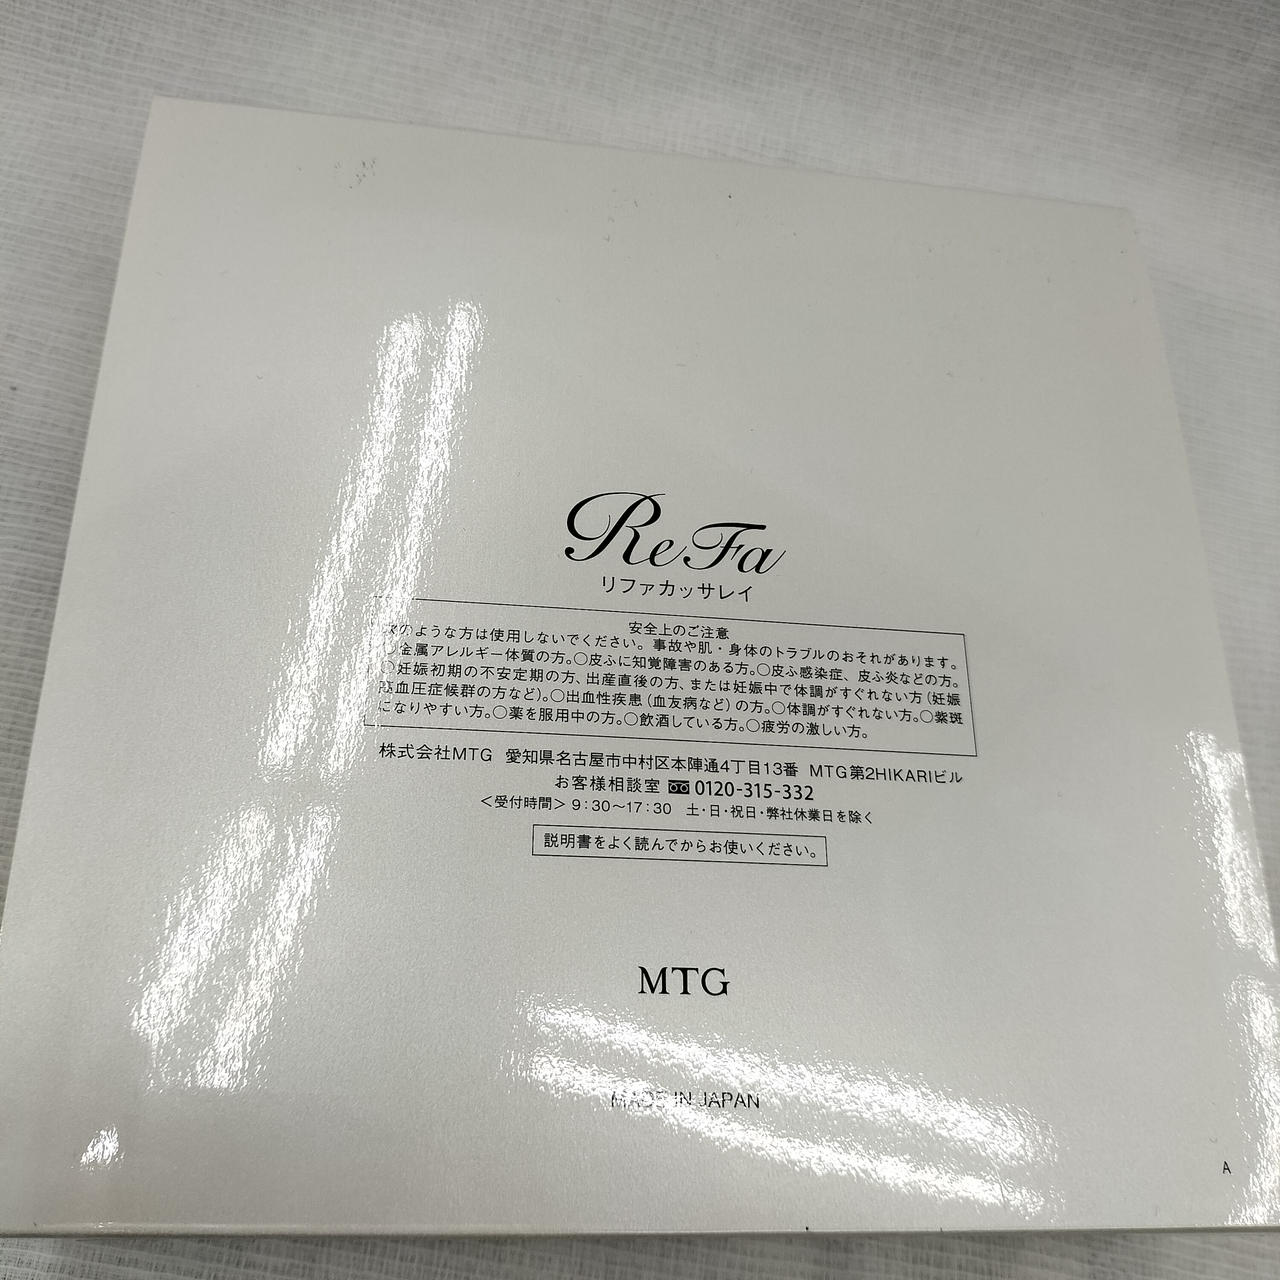 ReFa
リファカッサレイ
安全上のご注意
次のような方は使用しないでください。事故や肌・身体のトラブルのおそれがあります。
○金属アレルギー体質の方。○皮ふに知覚障害のある方。○皮ふ感染症、皮ふ炎などの方。
○妊娠初期の不安定期の方、出産直後の方、または妊娠中で体調がすぐれない方（妊娠
高血圧症候群の方など）。○出血性疾患（血友病など）の方。○体調がすぐれない方。○紫斑
になりやすい方。○薬を服用中の方。○飲酒している方。○疲労の激しい方。
株式会社MTG 愛知県名古屋市中村区本陣通4丁目13番 MTG第2HIKARIビル
お客様相談室 0120-315-332
＜受付時間＞ 9：30～17：30 土・日・祝日・弊社休業日を除く
説明書をよく読んでからお使いください。
MTG
MADE IN JAPAN
A